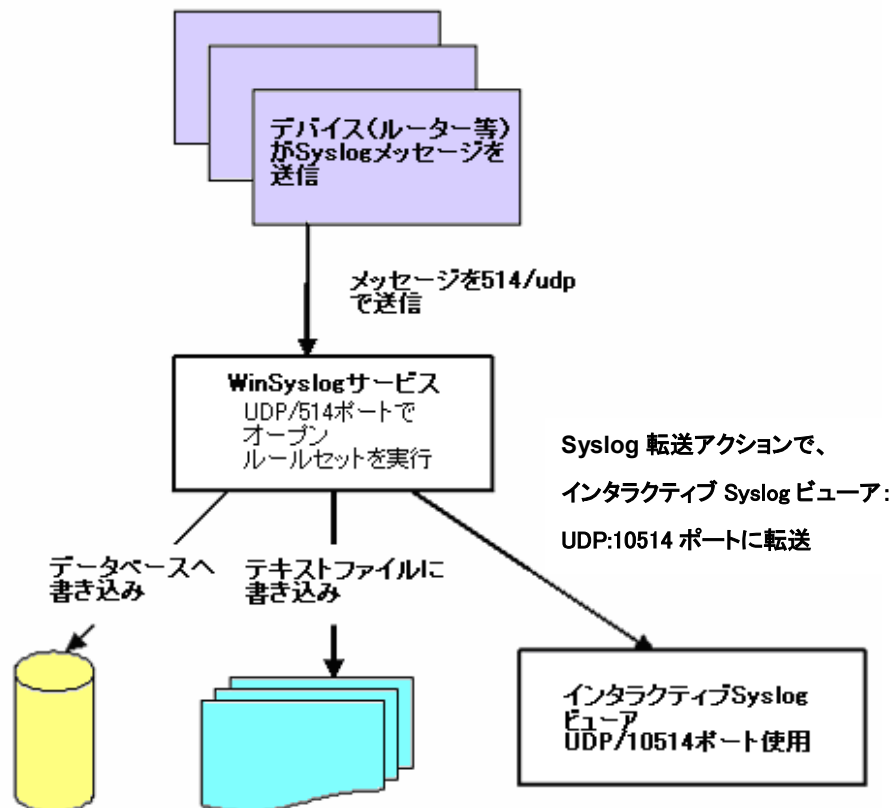 デバイス(ルーター等)
がSyslogメッセージを
送信
メッセージを514/udp
で送信
WinSyslogサービス
UDP/514ポートで
オープン
ルールセットを実行
Syslog 転送アクションで、
インタラクティブ Syslog ビューア:
UDP:10514 ポートに転送
データベースへ
書き込み
テキストファイルに
書き込み
インタラクティブSyslog
ビューア
UDP/10514ポート使用